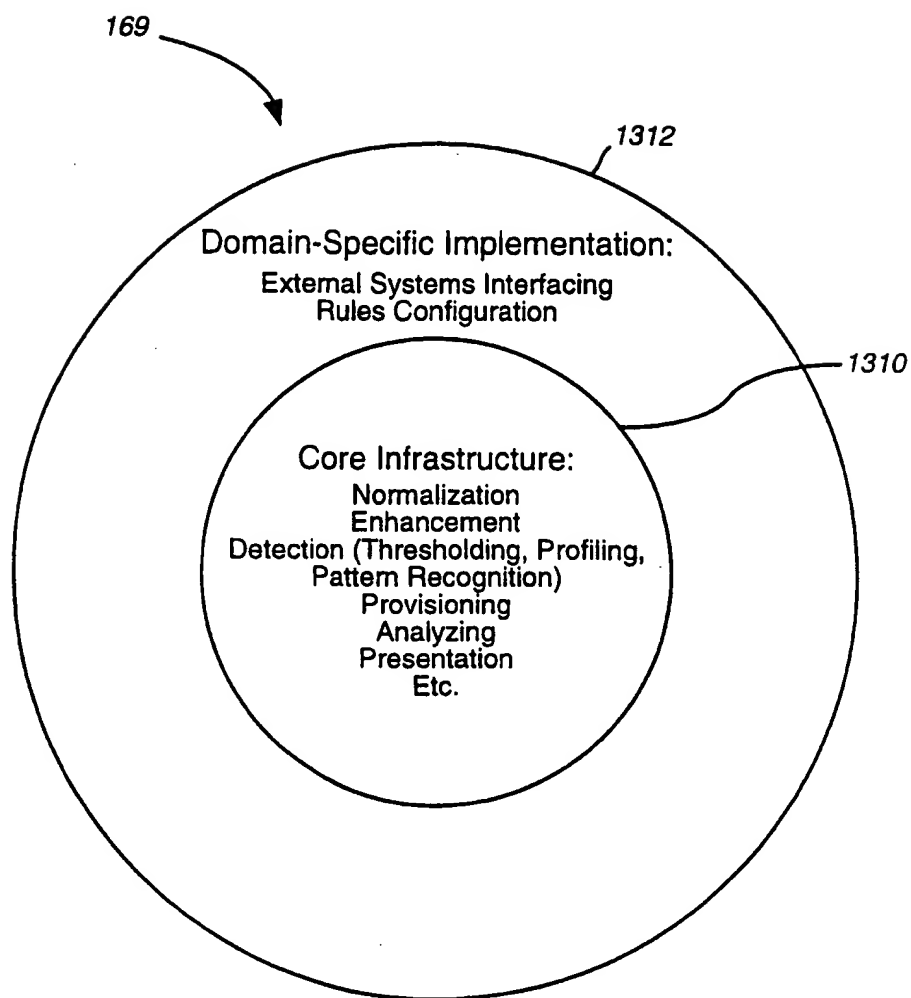 169
1312
Domain-Specific Implementation:
External Systems Interfacing
Rules Configuration
1310
Core Infrastructure:
Normalization
Enhancement
Detection (Thresholding, Profiling,
Pattern Recognition)
Provisioning
Analyzing
Presentation
Etc.